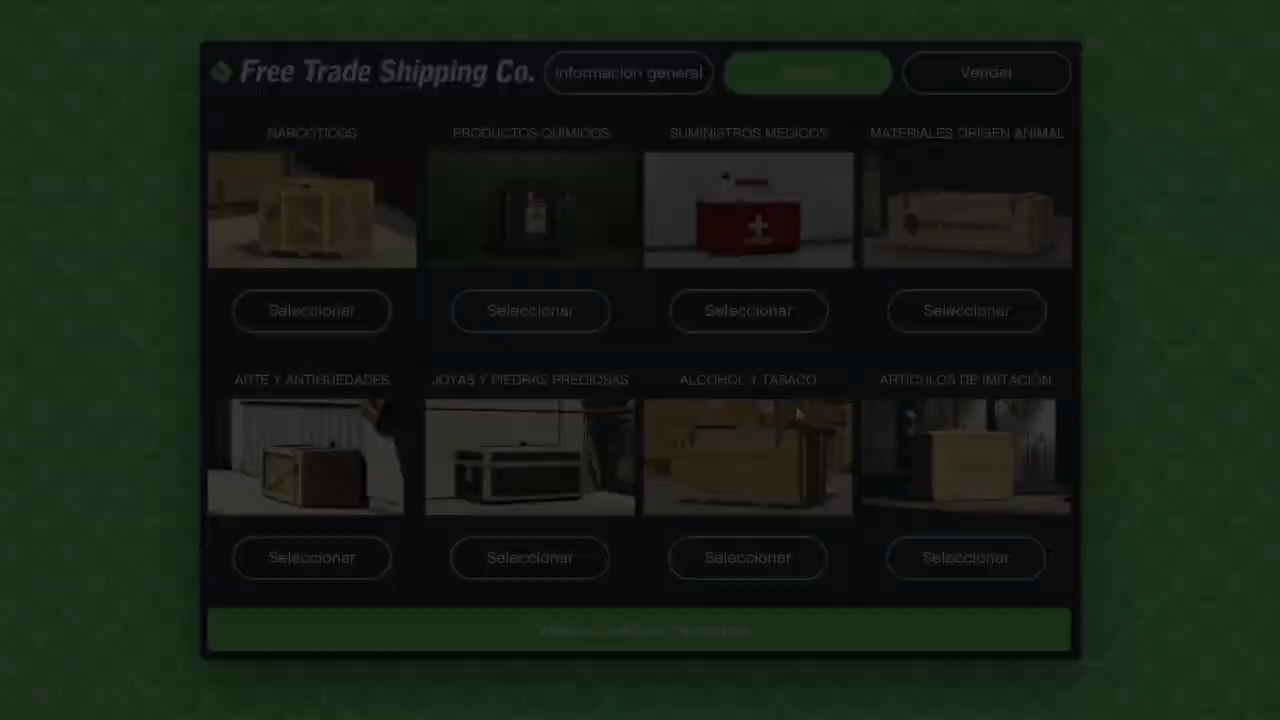 Free Trade Shipping Co.
Información general
Vender
NARCÓTICOS
PRODUCTOS QUÍMICOS
SUMINISTROS MÉDICOS
MATERIALES ORIGEN ANIMAL
Seleccionar
Seleccionar
Seleccionar
Seleccionar
ARTE Y ANTIGÜEDADES
JOYAS Y PIEDRAS PRECIOSAS
ALCOHOL Y TABACO
ARTÍCULOS DE IMITACIÓN
Seleccionar
Seleccionar
Seleccionar
Seleccionar